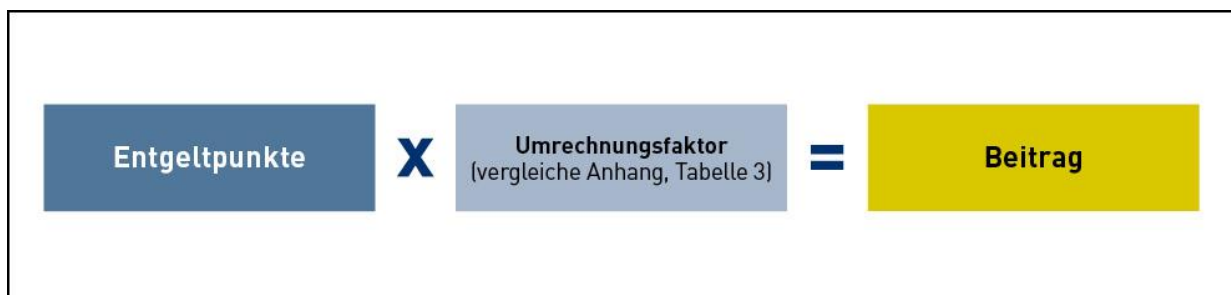 Entgeltpunkte x Umrechnungsfaktor = Beitrag
(vergleiche Anhang, Tabelle 3)